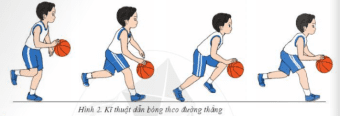 Hình 2. Kĩ thuật dẫn bóng theo đường thẳng